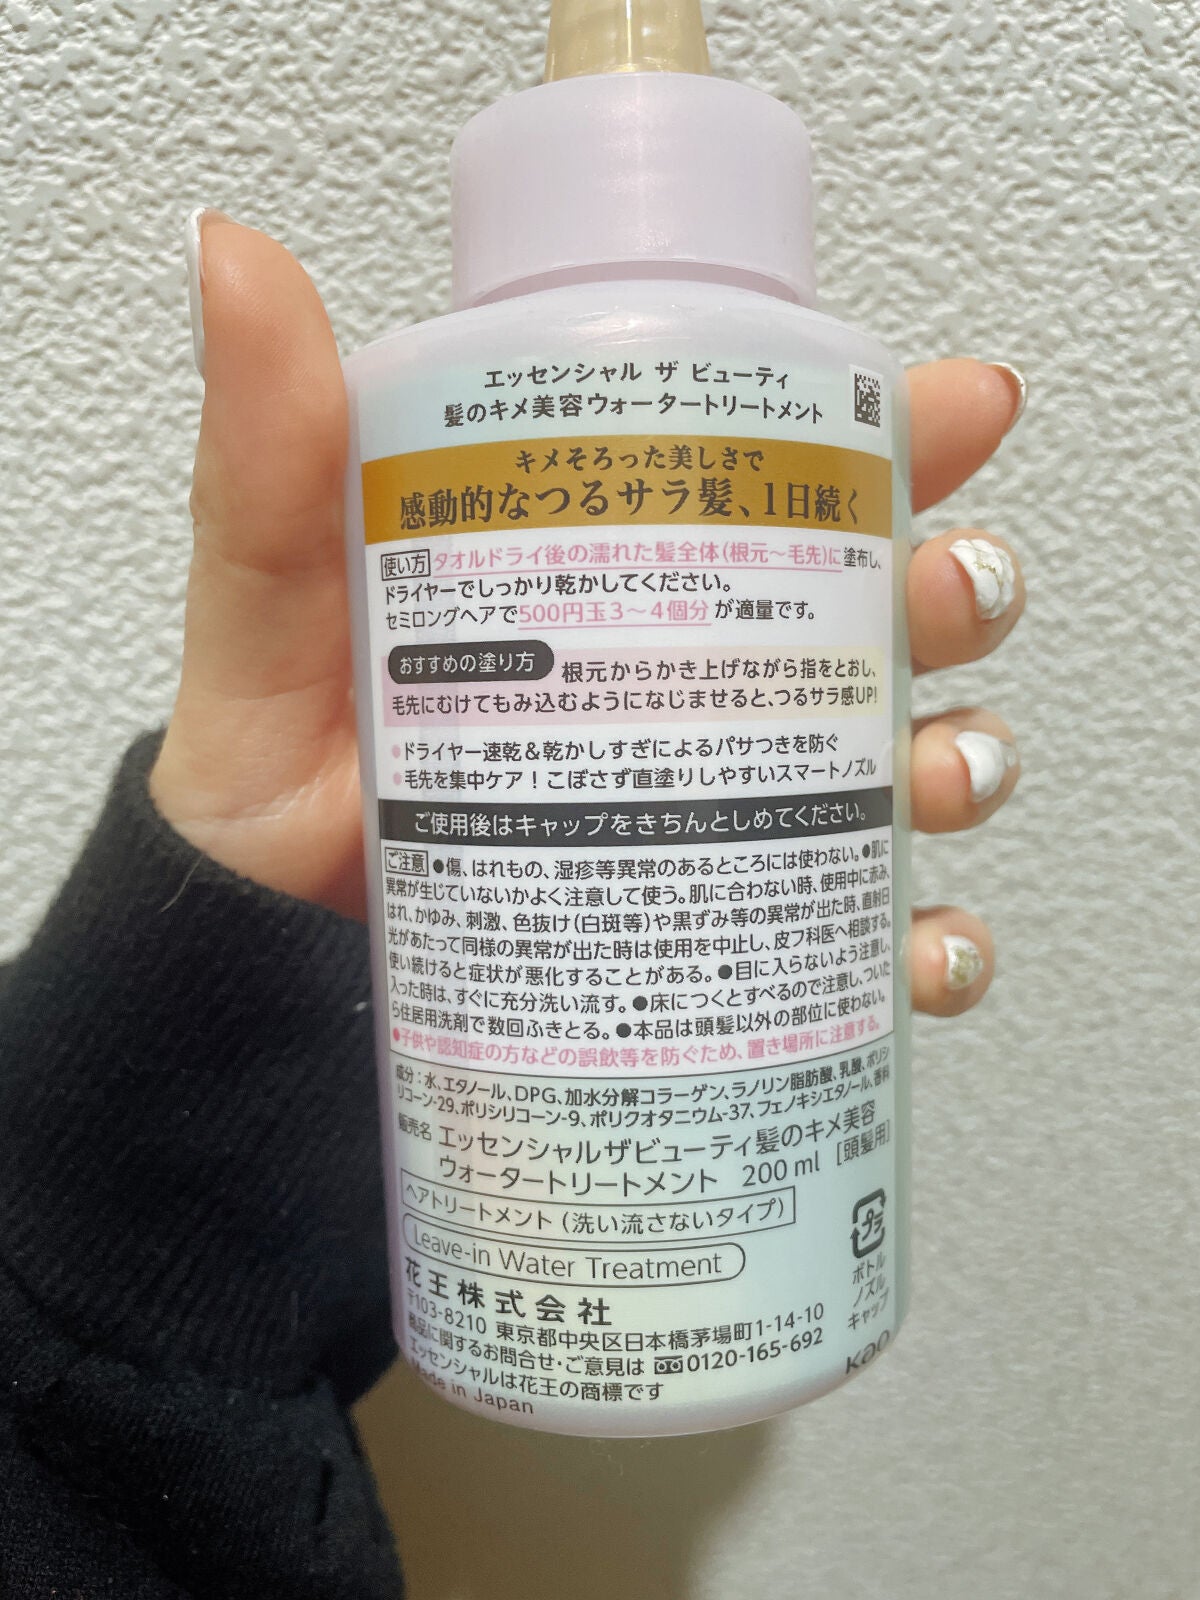 エッセンシャル ザ ビューティ
髪のキメ美容ウォータートリートメント
キメそろった美しさで
感動的なつるサラ髪、1日続く
使い方 タオルドライ後の濡れた髪全体(根元〜毛先)に塗布し、
ドライヤーでしっかり乾かしてください。
セミロングヘアで500円玉3〜4個分が適量です。
おすすめの塗り方 根元からかき上げながら指をとおし、
毛先にむけてもみ込むようになじませると、つるサラ感UP!
●ドライヤー速乾&乾かしすぎによるパサつきを防ぐ
●毛先を集中ケア!こぼさず直塗りしやすいスマートノズル
ご使用後はキャップをきちんとしめてください。
ご注意 ●傷、はれもの、湿疹等異常のあるところには使わない。●肌に
異常が生じていないかよく注意して使う。肌に合わない時、使用中に赤み、
はれ、かゆみ、刺激、色抜け(白斑等)や黒ずみ等の異常が出た時、直射日
光があたって同様の異常が出た時は使用を中止し、皮フ科医へ相談する。
使い続けると症状が悪化することがある。●目に入らないよう注意し、
入った時は、すぐに充分洗い流す。●床につくとすべるので注意し、ついた
ら住居用洗剤で数回ふきとる。●本品は頭髪以外の部位に使わない。
●子供や認知症の方などの誤飲等を防ぐため、置き場所に注意する。
成分:水、エタノール、DPG、加水分解コラーゲン、ラノリン脂肪酸、乳酸、ポリシ
リコーン-29、ポリシリコーン-9、ポリクオタニウム-37、フェノキシエタノール、香料
販売名 エッセンシャルザビューティ髪のキメ美容
ウォータートリートメント 200ml [頭髪用]
ヘアトリートメント(洗い流さないタイプ)
Leave-in Water Treatment
花王株式会社
〒103-8210 東京都中央区日本橋茅場町1-14-10
商品に関するお問合せ・ご意見は 0120-165-692
エッセンシャルは花王の商標です
Made in Japan
プラ
ボトル
ノズル
キャップ
Kao